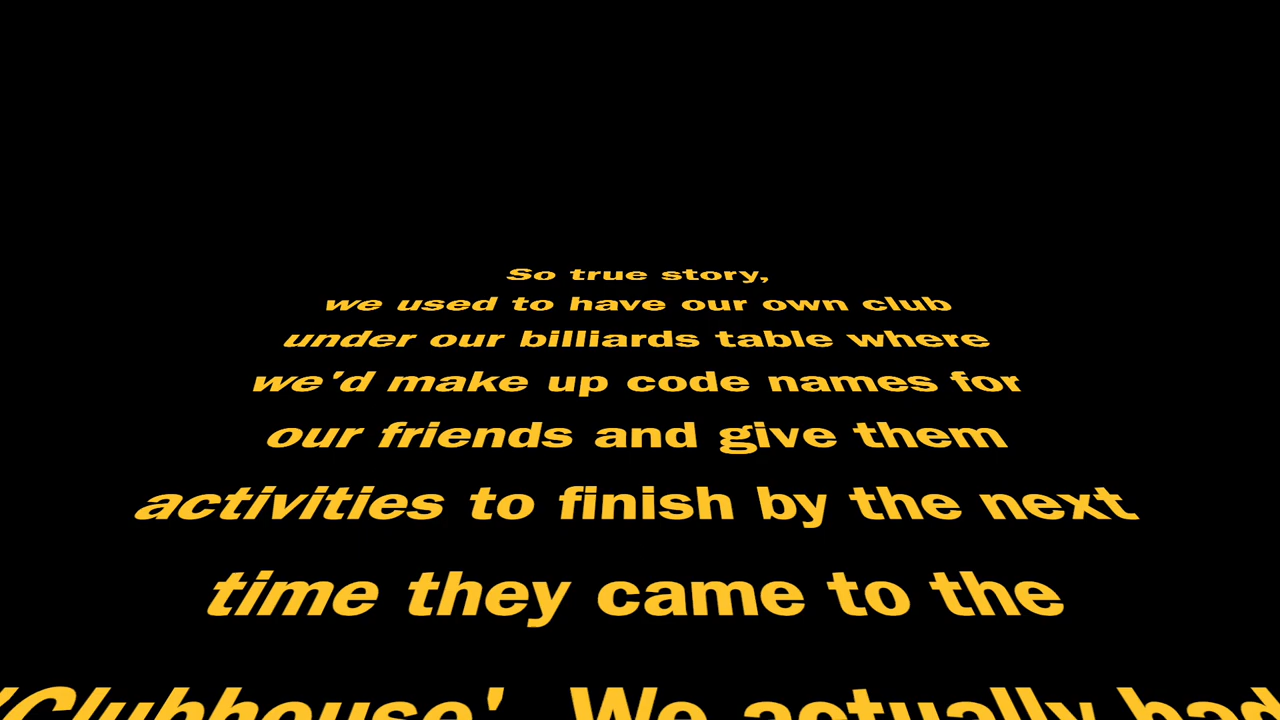 So true story,
we used to have our own club
under our billiards table where
we'd make up code names for
our friends and give them
activities to finish by the next
time they came to the
'Clubhouse'. We actually had